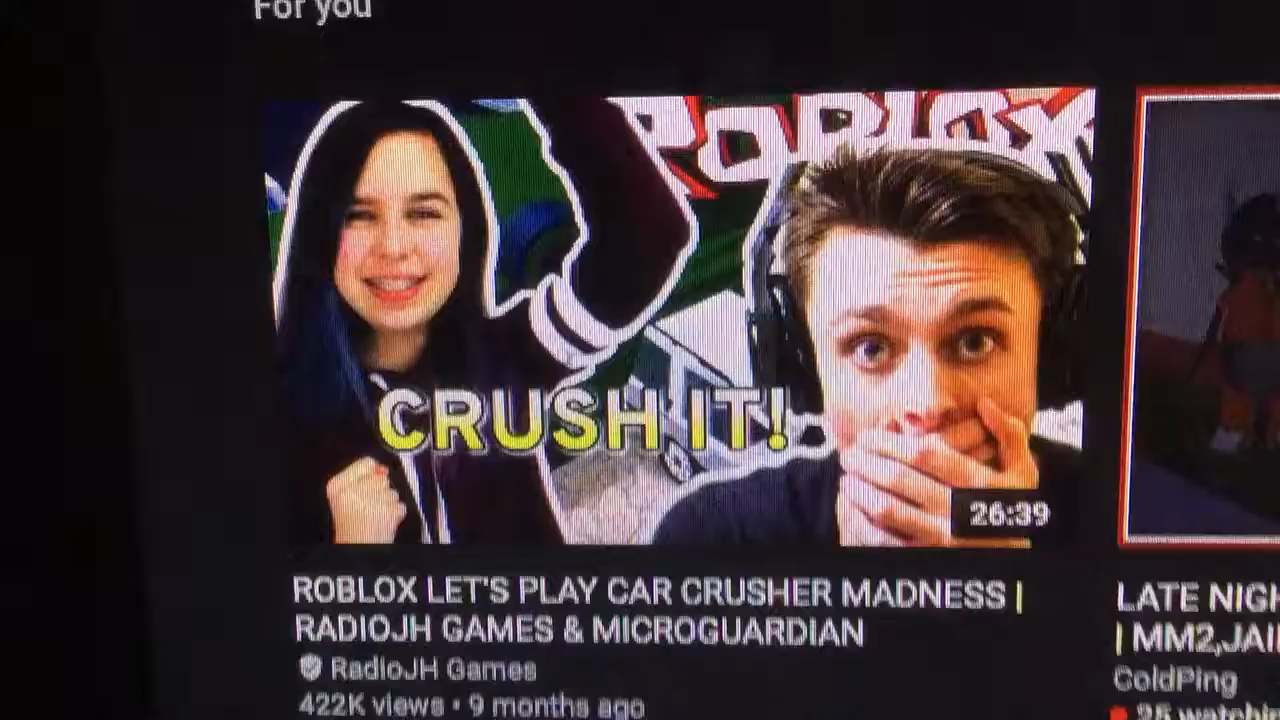 For you
ROBLOX
CRUSH IT!
26:39
ROBLOX LET'S PLAY CAR CRUSHER MADNESS |
RADIOJH GAMES & MICROGUARDIAN
RadioJH Games
422K views • 9 months ago
LATE NIGH
| MM2,JAI
ColdPing